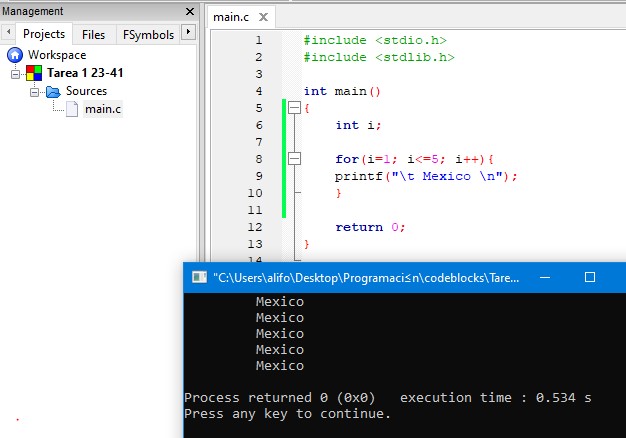 Management
Projects
Files
FSymbols
Workspace
Tarea 1 23-41
Sources
main.c
main.c
1 #include <stdio.h>
2 #include <stdlib.h>
3
4 int main()
5 {
6 int i;
7
8 for(i=1; i<=5; i++){
9 printf("\t Mexico \n");
10 }
11
12 return 0;
13 }
14
"C:\Users\alifo\Desktop\Programaci≤n\codeblocks\Tare...
Mexico
Mexico
Mexico
Mexico
Mexico
Process returned 0 (0x0) execution time : 0.534 s
Press any key to continue.